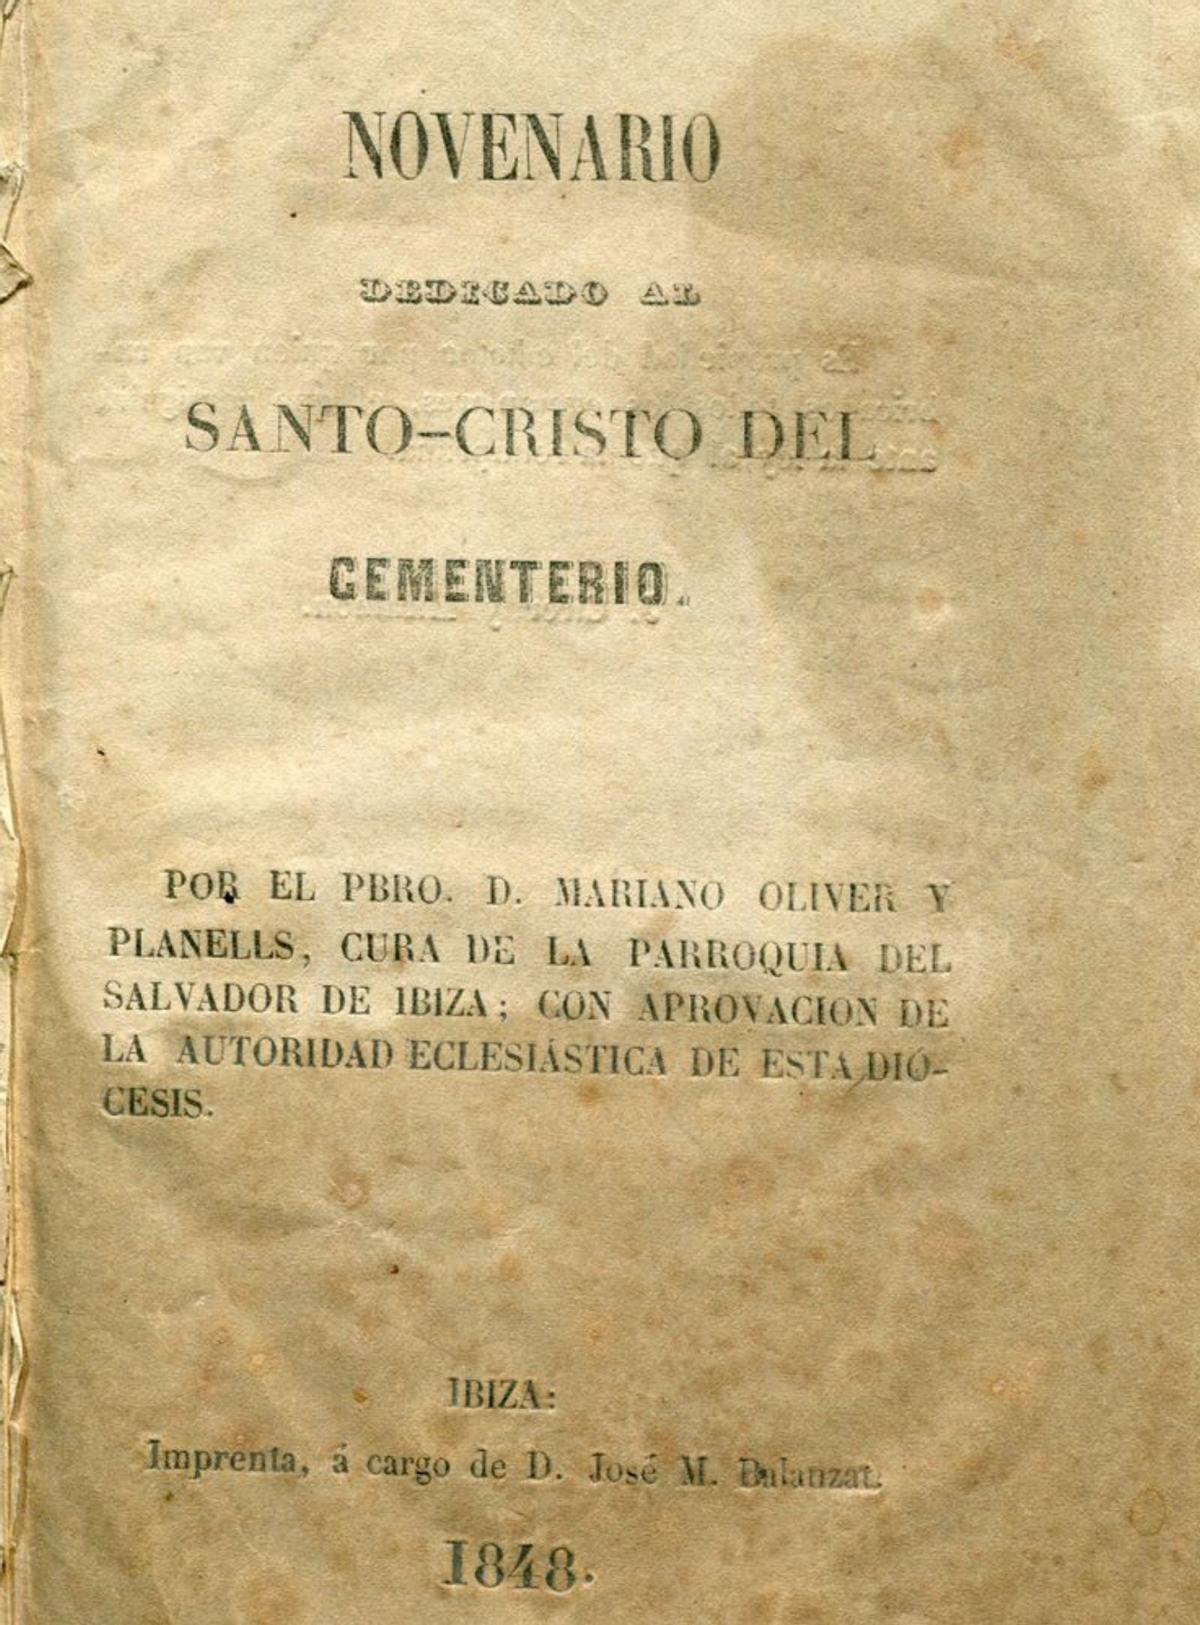 NOVENARIO
DEDICADO AL
SANTO-CRISTO DEL
CEMENTERIO.
POR EL PBRO. D. MARIANO OLIVER Y
PLANELLS, CURA DE LA PARROQUIA DEL
SALVADOR DE IBIZA; CON APROVACION DE
LA AUTORIDAD ECLESIÁSTICA DE ESTA DIÓ-
CESIS.
IBIZA:
Imprenta, á cargo de D. José M. Balanzat.
1848.